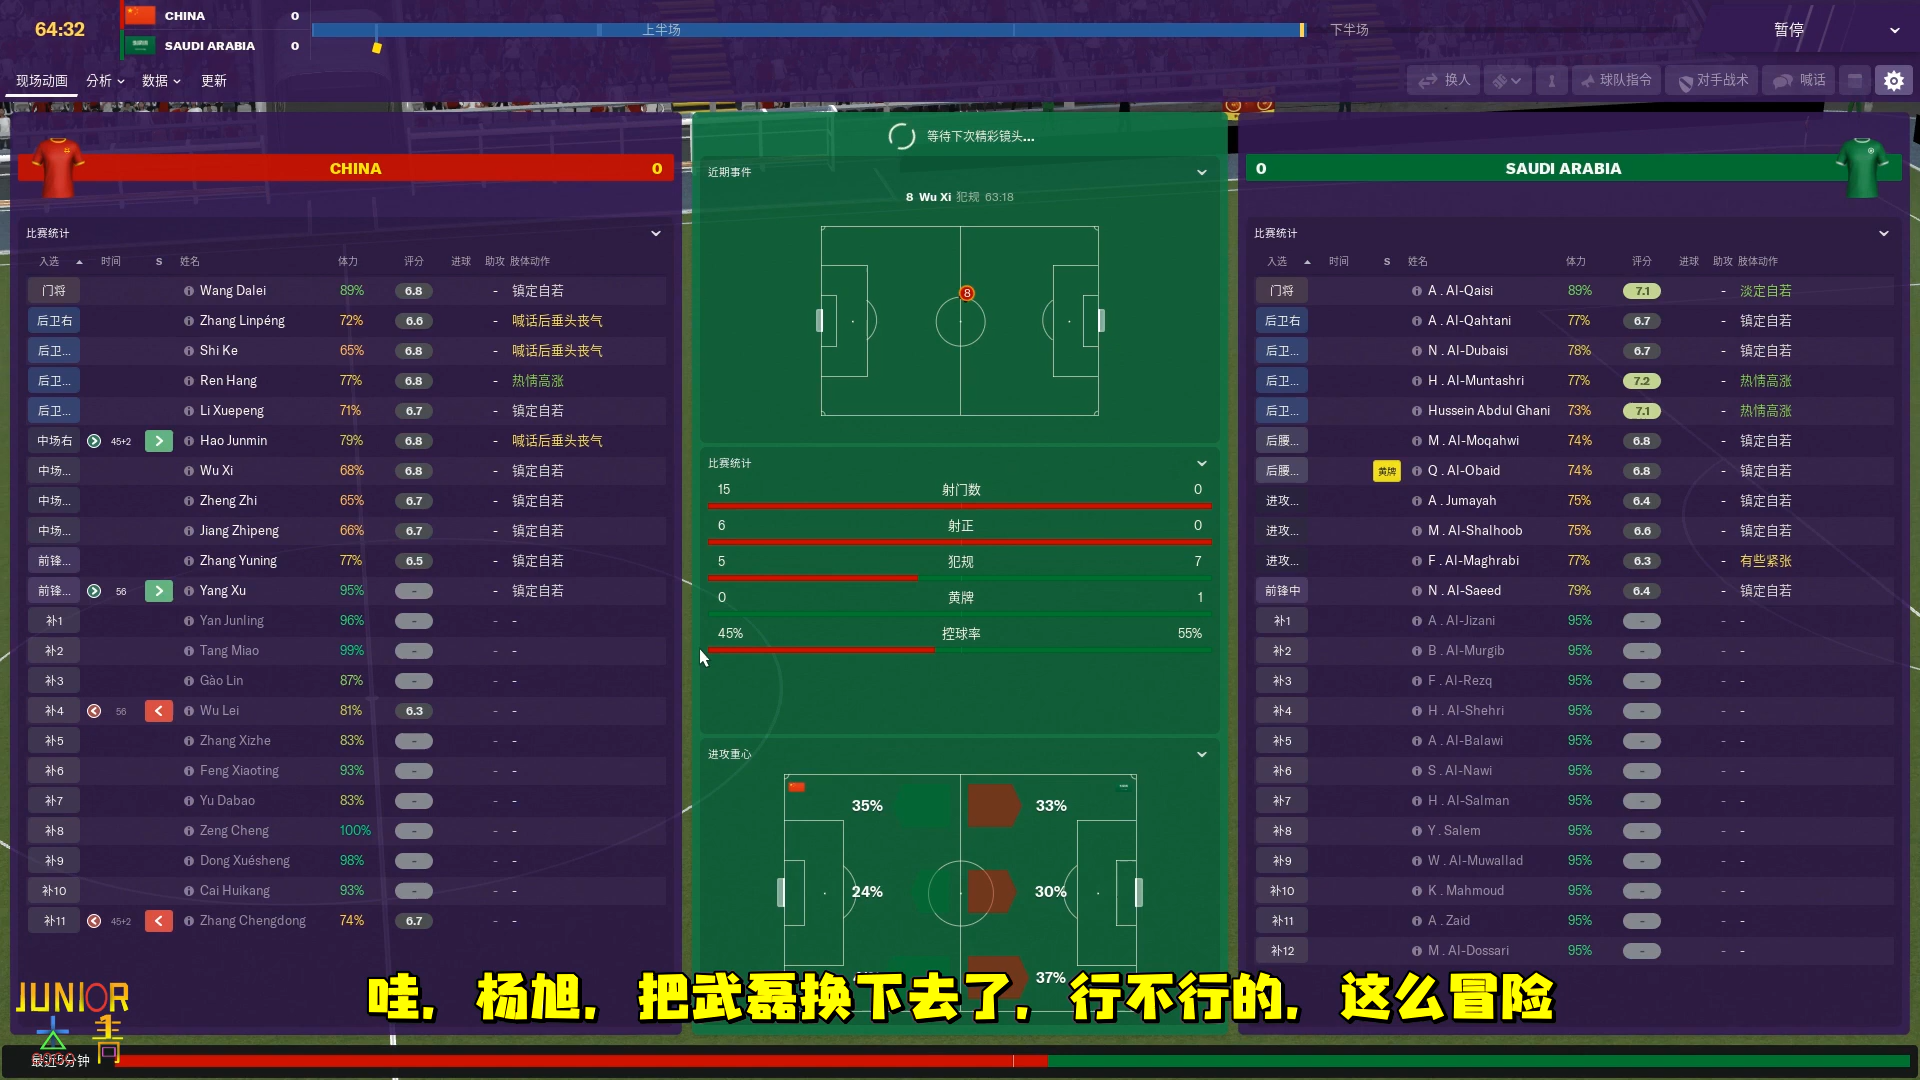 64:32
CHINA 0
SAUDI ARABIA 0
上半场
下半场
暂停
现场动画 分析 数据 更新
换人 球队指令 对手战术 喊话
等待下次精彩镜头...
CHINA 0
比赛统计
入选 时间 S 姓名 体力 评分 进球 助攻 肢体动作
门将 Wang Dalei 89% 6.8 - 镇定自若
后卫右 Zhang Linpéng 72% 6.6 - 喊话后垂头丧气
后卫... Shi Ke 65% 6.8 - 喊话后垂头丧气
后卫... Ren Hang 77% 6.8 - 热情高涨
后卫... Li Xuepeng 71% 6.7 - 镇定自若
中场右 45+2 Hao Junmin 79% 6.8 - 喊话后垂头丧气
中场... Wu Xi 68% 6.8 - 镇定自若
中场... Zheng Zhi 65% 6.7 - 镇定自若
中场... Jiang Zhìpeng 66% 6.7 - 镇定自若
前锋... Zhang Yuning 77% 6.5 - 镇定自若
前锋... 56 Yang Xu 95% - - 镇定自若
补1 Yan Junling 96% - - -
补2 Tang Miao 99% - - -
补3 Gào Lin 87% - - -
补4 56 Wu Lei 81% 6.3 - -
补5 Zhang Xizhe 83% - - -
补6 Feng Xiaoting 93% - - -
补7 Yu Dabao 83% - - -
补8 Zeng Cheng 100% - - -
补9 Dong Xuésheng 98% - - -
补10 Cai Huikang 93% - - -
补11 45+2 Zhang Chengdong 74% 6.7 - -
近期事件
8 Wu Xi 犯规 63:18
8
比赛统计
15 射门数 0
6 射正 0
5 犯规 7
0 黄牌 1
45% 控球率 55%
进攻重心
35% 33%
24% 30%
37%
0 SAUDI ARABIA
比赛统计
入选 时间 S 姓名 体力 评分 进球 助攻 肢体动作
门将 A . Al-Qaisi 89% 7.1 - 淡定自若
后卫右 A . Al-Qahtani 77% 6.7 - 镇定自若
后卫... N . Al-Dubaisi 78% 6.7 - 镇定自若
后卫... H . Al-Muntashri 77% 7.2 - 热情高涨
后卫... Hussein Abdul Ghani 73% 7.1 - 热情高涨
后腰... M . Al-Moqahwi 74% 6.8 - 镇定自若
后腰... 黄牌 Q . Al-Obaid 74% 6.8 - 镇定自若
进攻... A . Jumayah 75% 6.4 - 镇定自若
进攻... M . Al-Shalhoob 75% 6.6 - 镇定自若
进攻... F . Al-Maghrabi 77% 6.3 - 有些紧张
前锋中 N . Al-Saeed 79% 6.4 - 镇定自若
补1 A . Al-Jizani 95% - - -
补2 B . Al-Murgib 95% - - -
补3 F . Al-Rezq 95% - - -
补4 H . Al-Shehri 95% - - -
补5 A . Al-Balawi 95% - - -
补6 S . Al-Nawi 95% - - -
补7 H . Al-Salman 95% - - -
补8 Y . Salem 95% - - -
补9 W . Al-Muwallad 95% - - -
补10 K . Mahmoud 95% - - -
补11 A . Zaid 95% - - -
补12 M . Al-Dossari 95% - - -
哇，杨旭，把武磊换下去了，行不行的，这么冒险
JUNIOR
最近5分钟